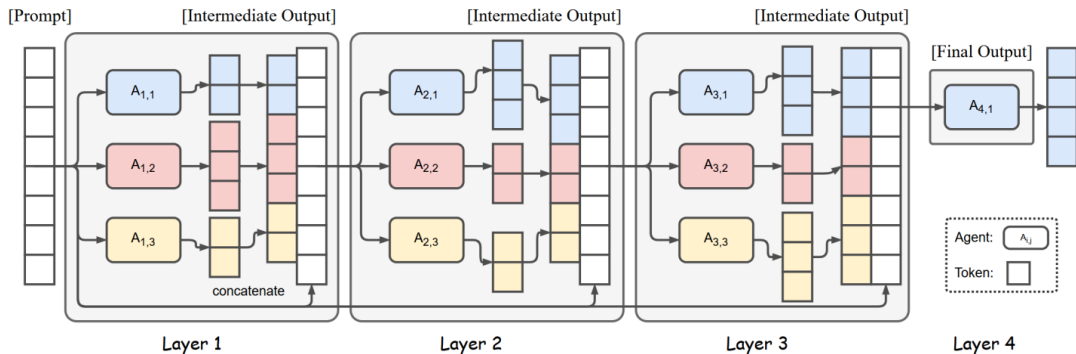 [Prompt]
[Intermediate Output]
[Intermediate Output]
[Intermediate Output]
[Final Output]
A1,1
A1,2
A1,3
concatenate
A2,1
A2,2
A2,3
A3,1
A3,2
A3,3
A4,1
Agent:
Ai,j
Token:
Layer 1
Layer 2
Layer 3
Layer 4